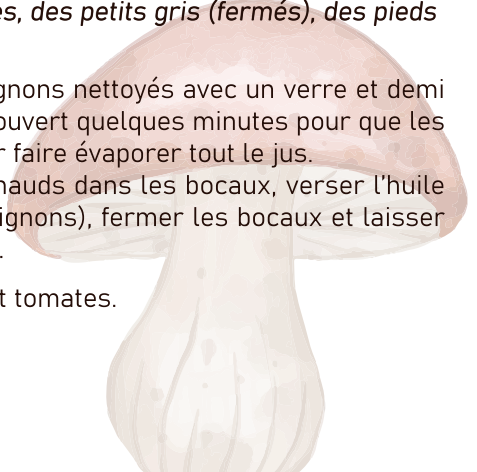 s, des petits gris (fermés), des pieds
gnons nettoyés avec un verre et demi
ouvert quelques minutes pour que les
r faire évaporer tout le jus.
hauds dans les bocaux, verser l’huile
ignons), fermer les bocaux et laisser
.
t tomates.